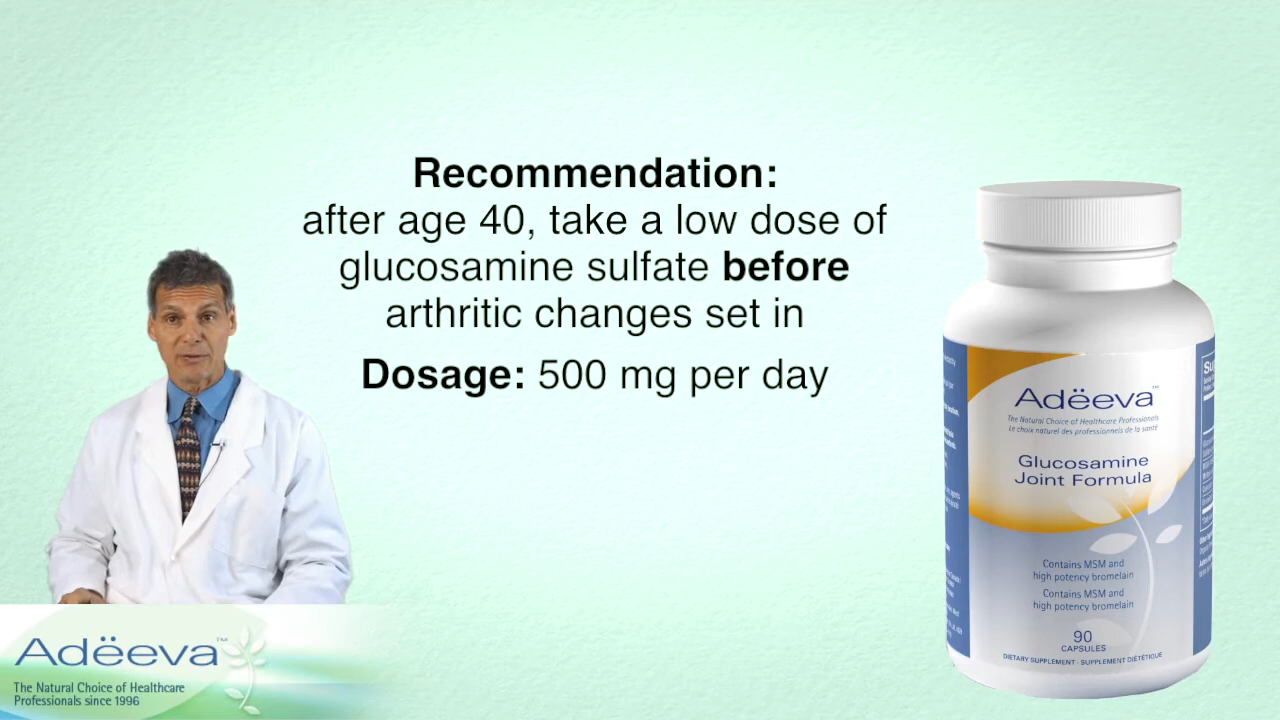 Recommendation:
after age 40, take a low dose of
glucosamine sulfate before
arthritic changes set in
Dosage: 500 mg per day
Adëeva™
The Natural Choice of Healthcare Professionals
Le choix naturel des professionnels de la santé
Glucosamine
Joint Formula
Contains MSM and
high potency bromelain
Contains MSM and
high potency bromelain
90
CAPSULES
DIETARY SUPPLEMENT · SUPPLEMENT DIÉTÉTIQUE
Adëeva™
The Natural Choice of Healthcare
Professionals since 1996